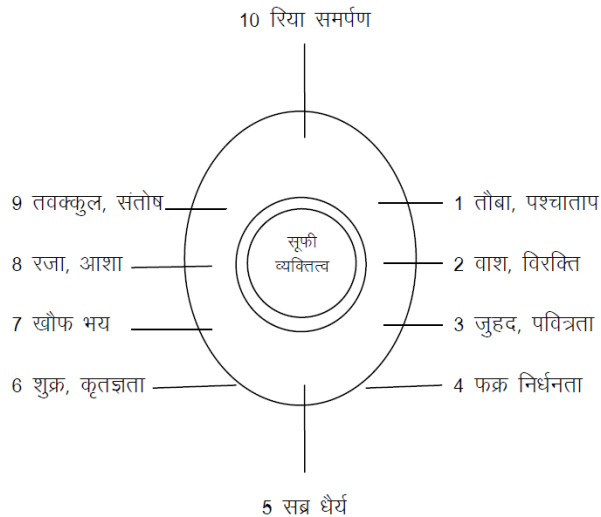 10 रिया समर्पण
9 तवक्कुल, संतोष
1 तौबा, पश्चाताप
सूफी
व्यक्तित्व
8 रजा, आशा
2 वाश, विरक्ति
7 खौफ भय
3 जुहद, पवित्रता
6 शुक्र, कृतज्ञता
4 फक्र निर्धनता
5 सब्र धैर्य